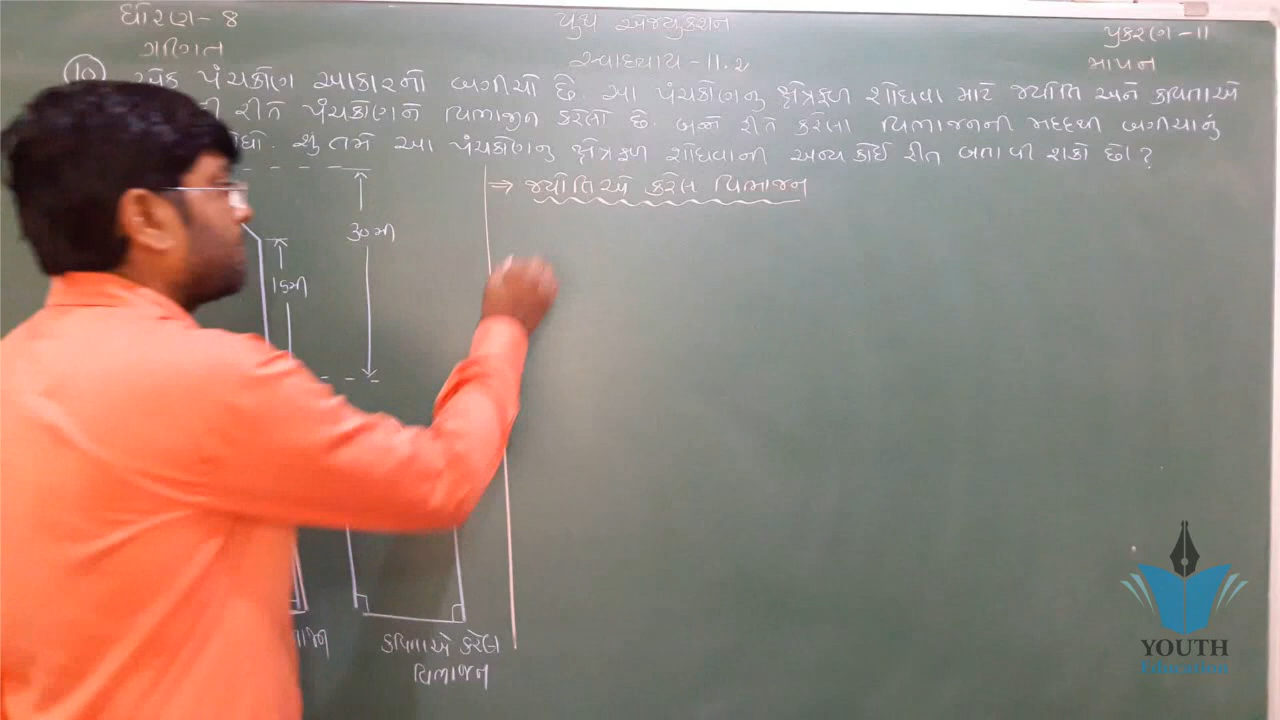 ધોરણ-8
યુથ એજ્યુકેશન
પ્રકરણ-11
ગણિત
સ્વાધ્યાય-11.2
માપન
10 એક પંચકોણ આકારનો બગીચો છે. આ પંચકોણનું ક્ષેત્રફળ શોધવા માટે જ્યોતિ અને કવિતાએ
રીતે પંચકોણને વિભાજીત કરેલો છે. બન્ને રીતે કરેલા વિભાજનની મદદથી બગીચાનું
શું તમે આ પંચકોણનું ક્ષેત્રફળ શોધવાની અન્ય કોઈ રીત બતાવી શકો છો?
⇒ જ્યોતિએ કરેલ વિભાજન
30મી
15મી
કવિતાએ કરેલ
વિભાજન
YOUTH
Education